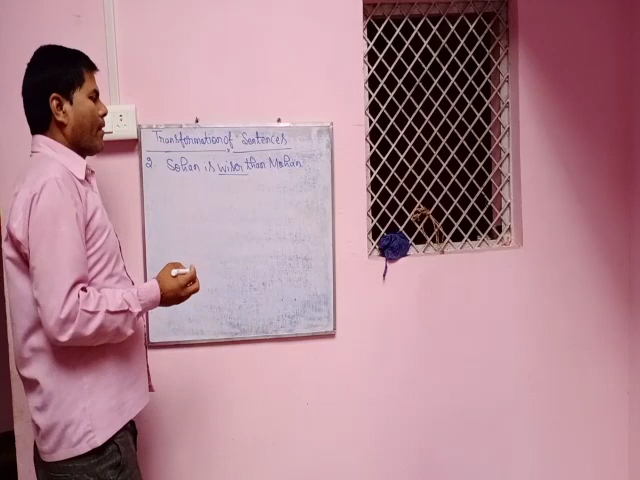 Transformation of Sentences
2. Sohan is wiser than Mohan.